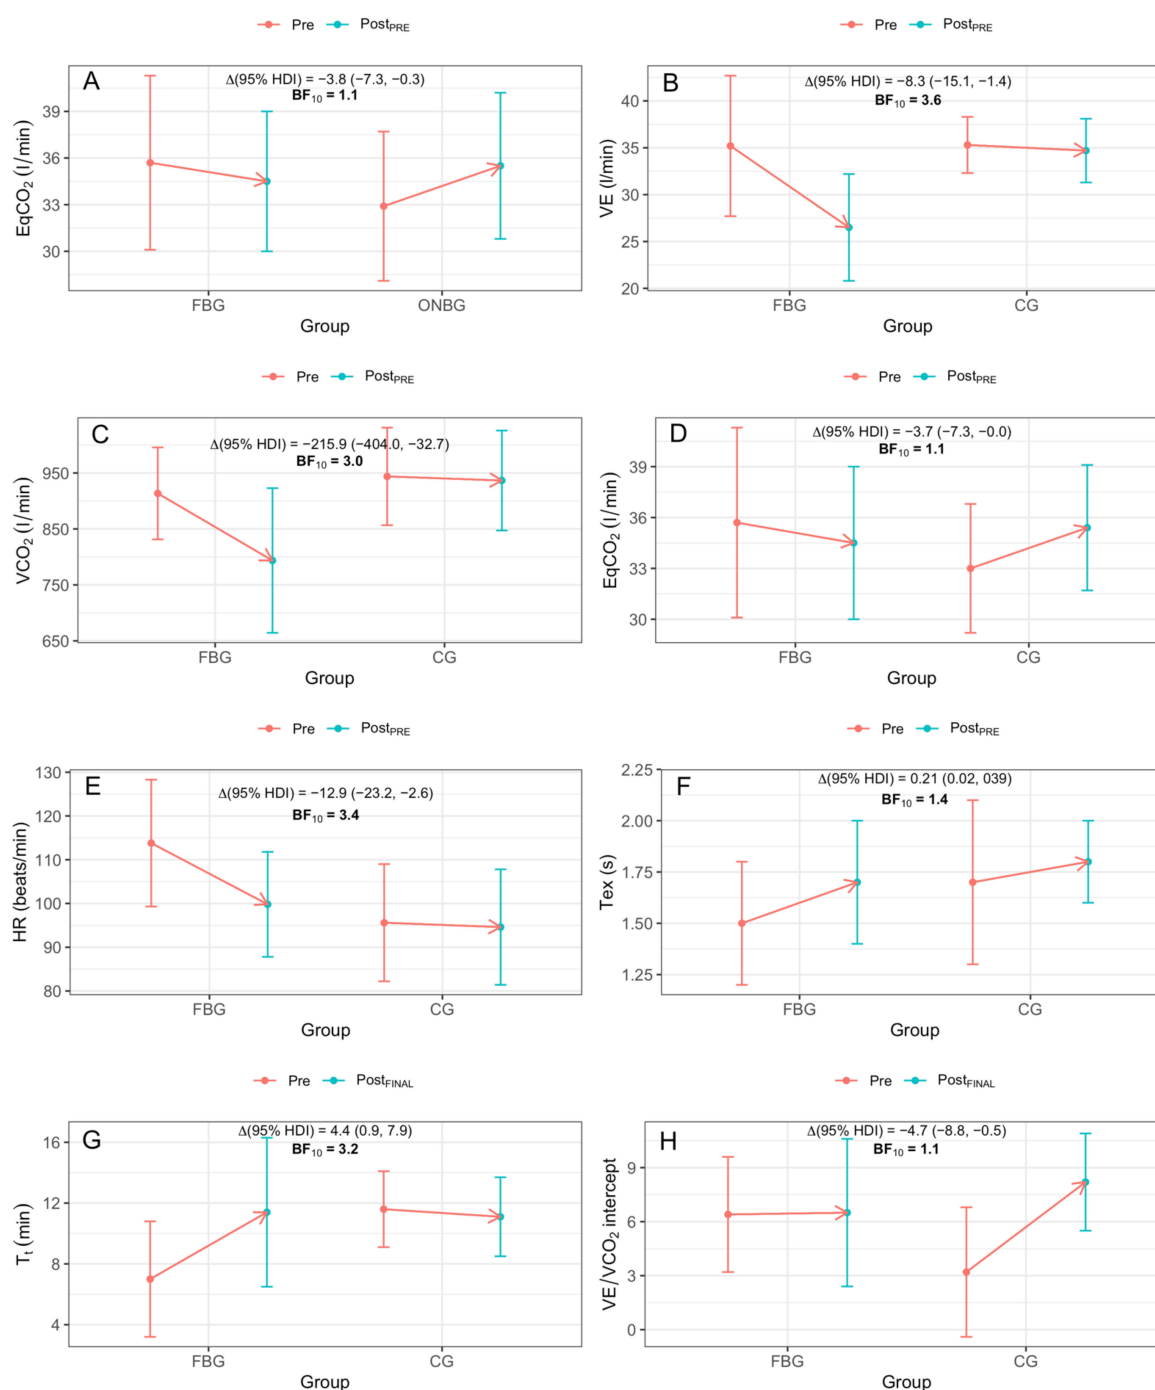 Pre Post_PRE
A
Δ(95% HDI) = −3.8 (−7.3, −0.3)
BF₁₀ = 1.1
EqCO₂ (l/min)
39
36
33
30
FBG ONBG
Group
Pre Post_PRE
B
Δ(95% HDI) = −8.3 (−15.1, −1.4)
BF₁₀ = 3.6
VE (l/min)
40
35
30
25
20
FBG CG
Group
Pre Post_PRE
C
Δ(95% HDI) = −215.9 (−404.0, −32.7)
BF₁₀ = 3.0
VCO₂ (l/min)
950
850
750
650
FBG CG
Group
Pre Post_PRE
D
Δ(95% HDI) = −3.7 (−7.3, −0.0)
BF₁₀ = 1.1
EqCO₂ (l/min)
39
36
33
30
FBG CG
Group
Pre Post_PRE
E
Δ(95% HDI) = −12.9 (−23.2, −2.6)
BF₁₀ = 3.4
HR (beats/min)
130
120
110
100
90
80
FBG CG
Group
Pre Post_PRE
F
Δ(95% HDI) = 0.21 (0.02, 039)
BF₁₀ = 1.4
Tex (s)
2.25
2.00
1.75
1.50
1.25
FBG CG
Group
Pre Post_FINAL
G
Δ(95% HDI) = 4.4 (0.9, 7.9)
BF₁₀ = 3.2
T_t (min)
16
12
8
4
FBG CG
Group
Pre Post_FINAL
H
Δ(95% HDI) = −4.7 (−8.8, −0.5)
BF₁₀ = 1.1
VE/VCO₂ intercept
9
6
3
0
FBG CG
Group